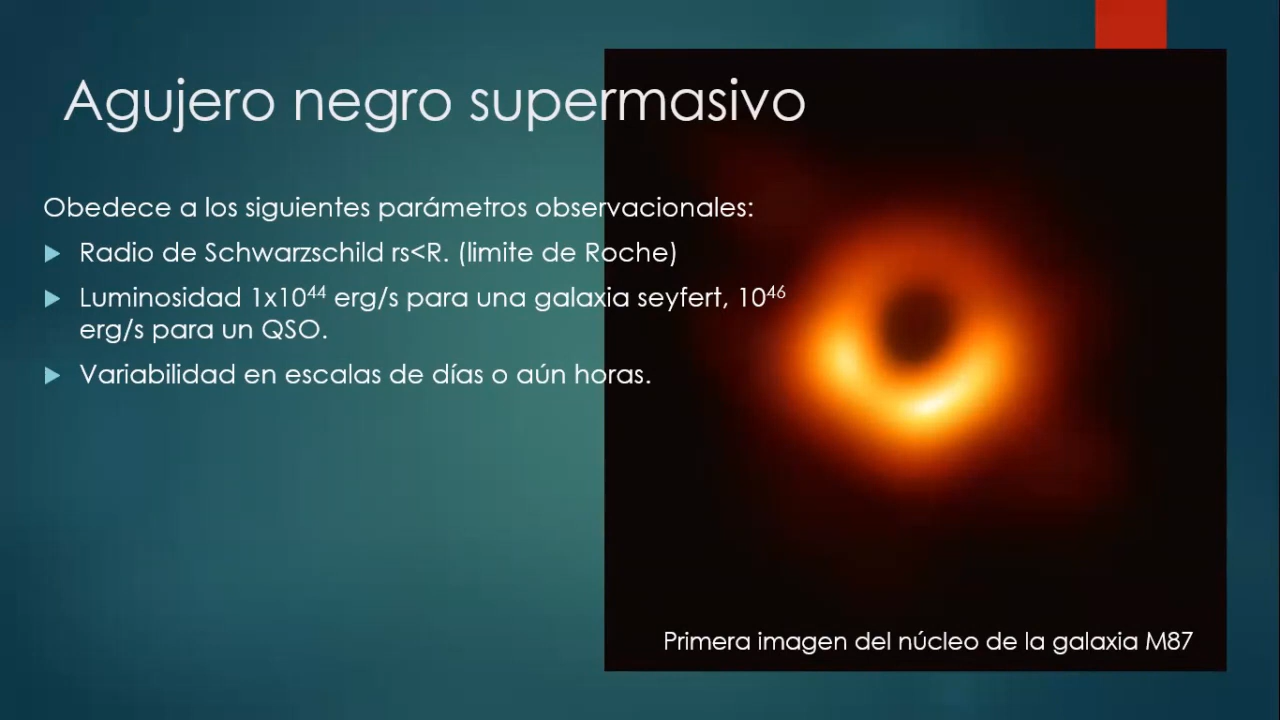 Agujero negro supermasivo
Obedece a los siguientes parámetros observacionales:
Radio de Schwarzschild rs<R. (limite de Roche)
Luminosidad 1x10⁴⁴ erg/s para una galaxia seyfert, 10⁴⁶
erg/s para un QSO.
Variabilidad en escalas de días o aún horas.
Primera imagen del núcleo de la galaxia M87